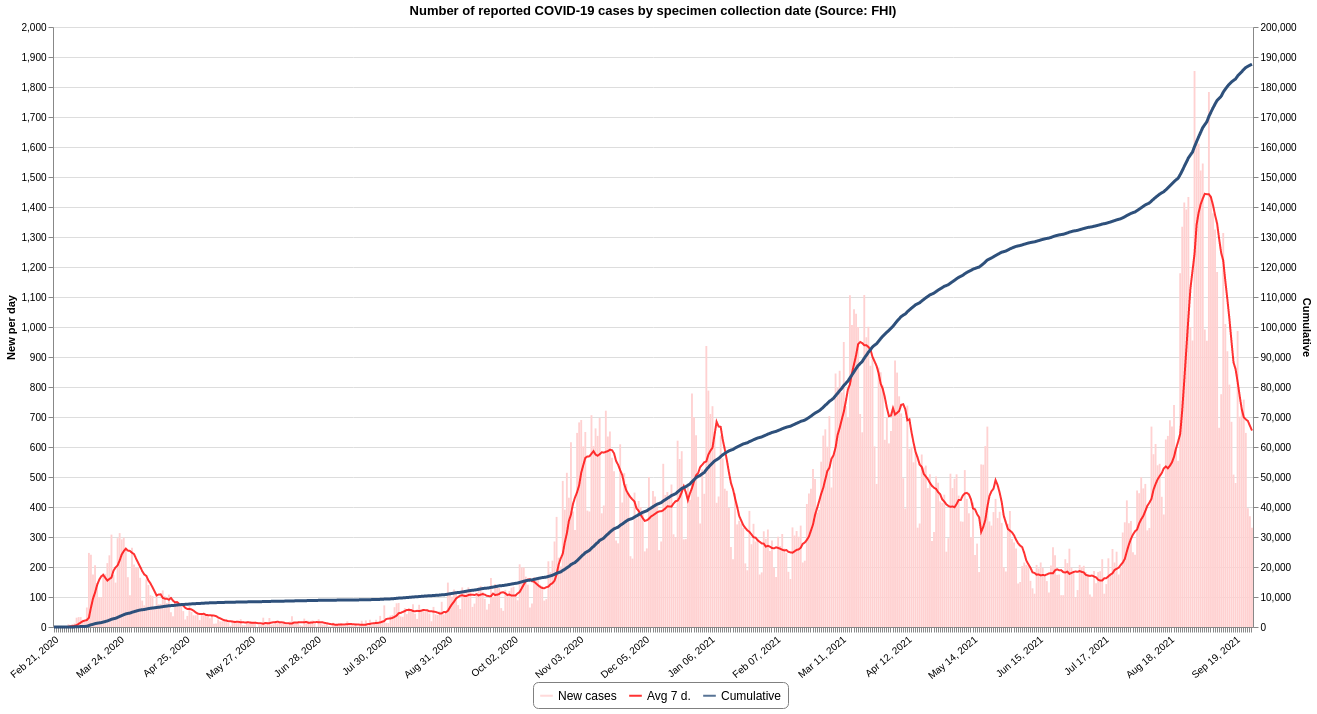 Number of reported COVID-19 cases by specimen collection date (Source: FHI)
2,000
1,900
1,800
1,700
1,600
1,500
1,400
1,300
1,200
1,100
1,000
900
800
700
600
500
400
300
200
100
0
New per day
200,000
190,000
180,000
170,000
160,000
150,000
140,000
130,000
120,000
110,000
100,000
90,000
80,000
70,000
60,000
50,000
40,000
30,000
20,000
10,000
0
Cumulative
Feb 21, 2020
Mar 24, 2020
Apr 25, 2020
May 27, 2020
Jun 28, 2020
Jul 30, 2020
Aug 31, 2020
Oct 02, 2020
Nov 03, 2020
Dec 05, 2020
Jan 06, 2021
Feb 07, 2021
Mar 11, 2021
Apr 12, 2021
May 14, 2021
Jun 15, 2021
Jul 17, 2021
Aug 18, 2021
Sep 19, 2021
New cases
Avg 7 d.
Cumulative